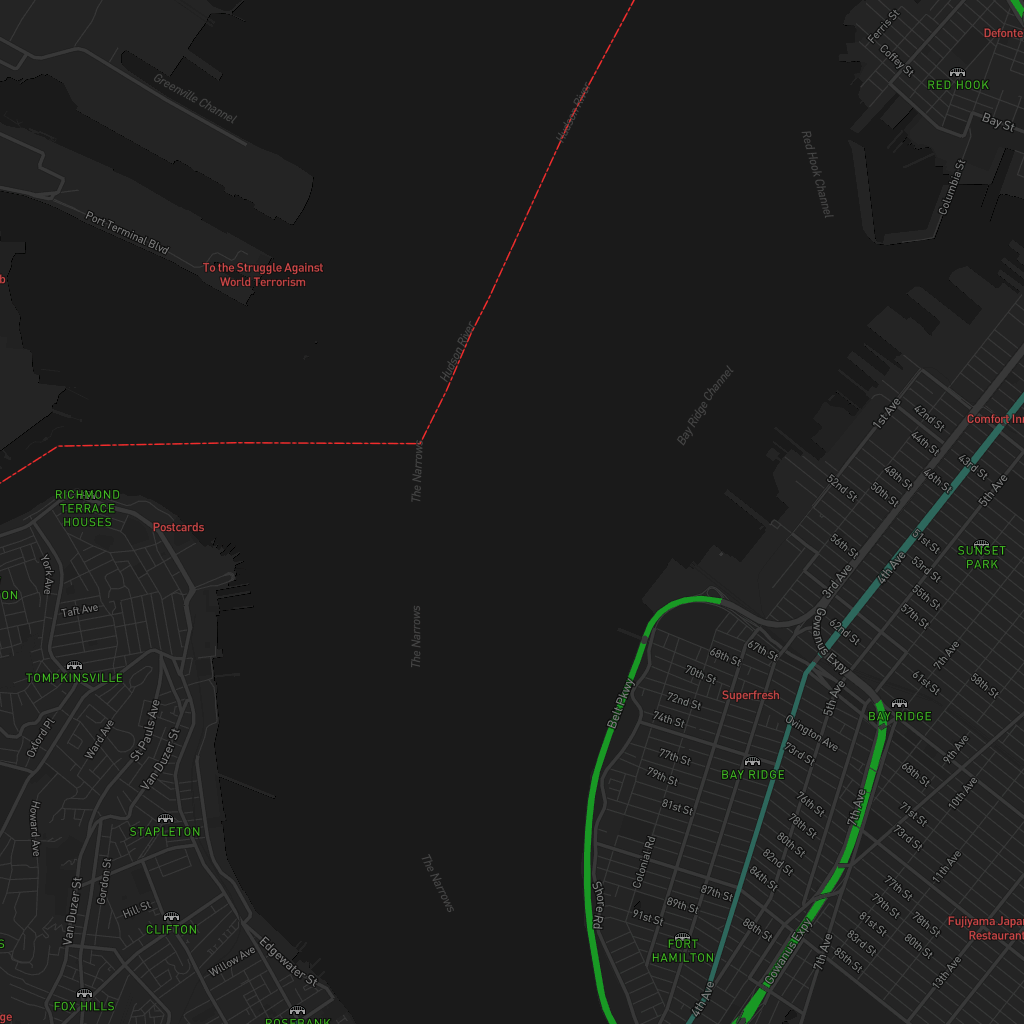 Ferris St
Defonte
Coffey St
RED HOOK
Greenville Channel
Hudson River
Bay St
Red Hook Channel
Columbia St
Port Terminal Blvd
To the Struggle Against
World Terrorism
b
Hudson River
Bay Ridge Channel
1st Ave
42nd St
Comfort Inn
44th St
43rd St
The Narrows
48th St
46th St
52nd St
50th St
5th Ave
RICHMOND
TERRACE
HOUSES
Postcards
56th St
51st St
SUNSET
PARK
York Ave
3rd Ave
4th Ave
53rd St
ON
55th St
Taft Ave
57th St
The Narrows
Gowanus Expy
62nd St
67th St
68th St
7th Ave
TOMPKINSVILLE
70th St
61st St
58th St
Belt Pkwy
72nd St
Superfresh
5th Ave
74th St
BAY RIDGE
Oxford Pl
Ward Ave
St Pauls Ave
Van Duzer St
Ovington Ave
73rd St
77th St
9th Ave
79th St
BAY RIDGE
68th St
10th Ave
81st St
76th St
7th Ave
71st St
Howard Ave
STAPLETON
78th St
73rd St
80th St
82nd St
11th Ave
Colonial Rd
84th St
Gordon St
The Narrows
87th St
77th St
79th St
Van Duzer St
Hill St
Shore Rd
89th St
91st St
88th St
81st St
78th St
Fujiyama Japan
Restaurant
S
CLIFTON
FORT
HAMILTON
Gowanus Expy
7th Ave
83rd St
80th St
85th St
Willow Ave
Edgewater St
13th Ave
FOX HILLS
4th Ave
ge
ROSEBANK